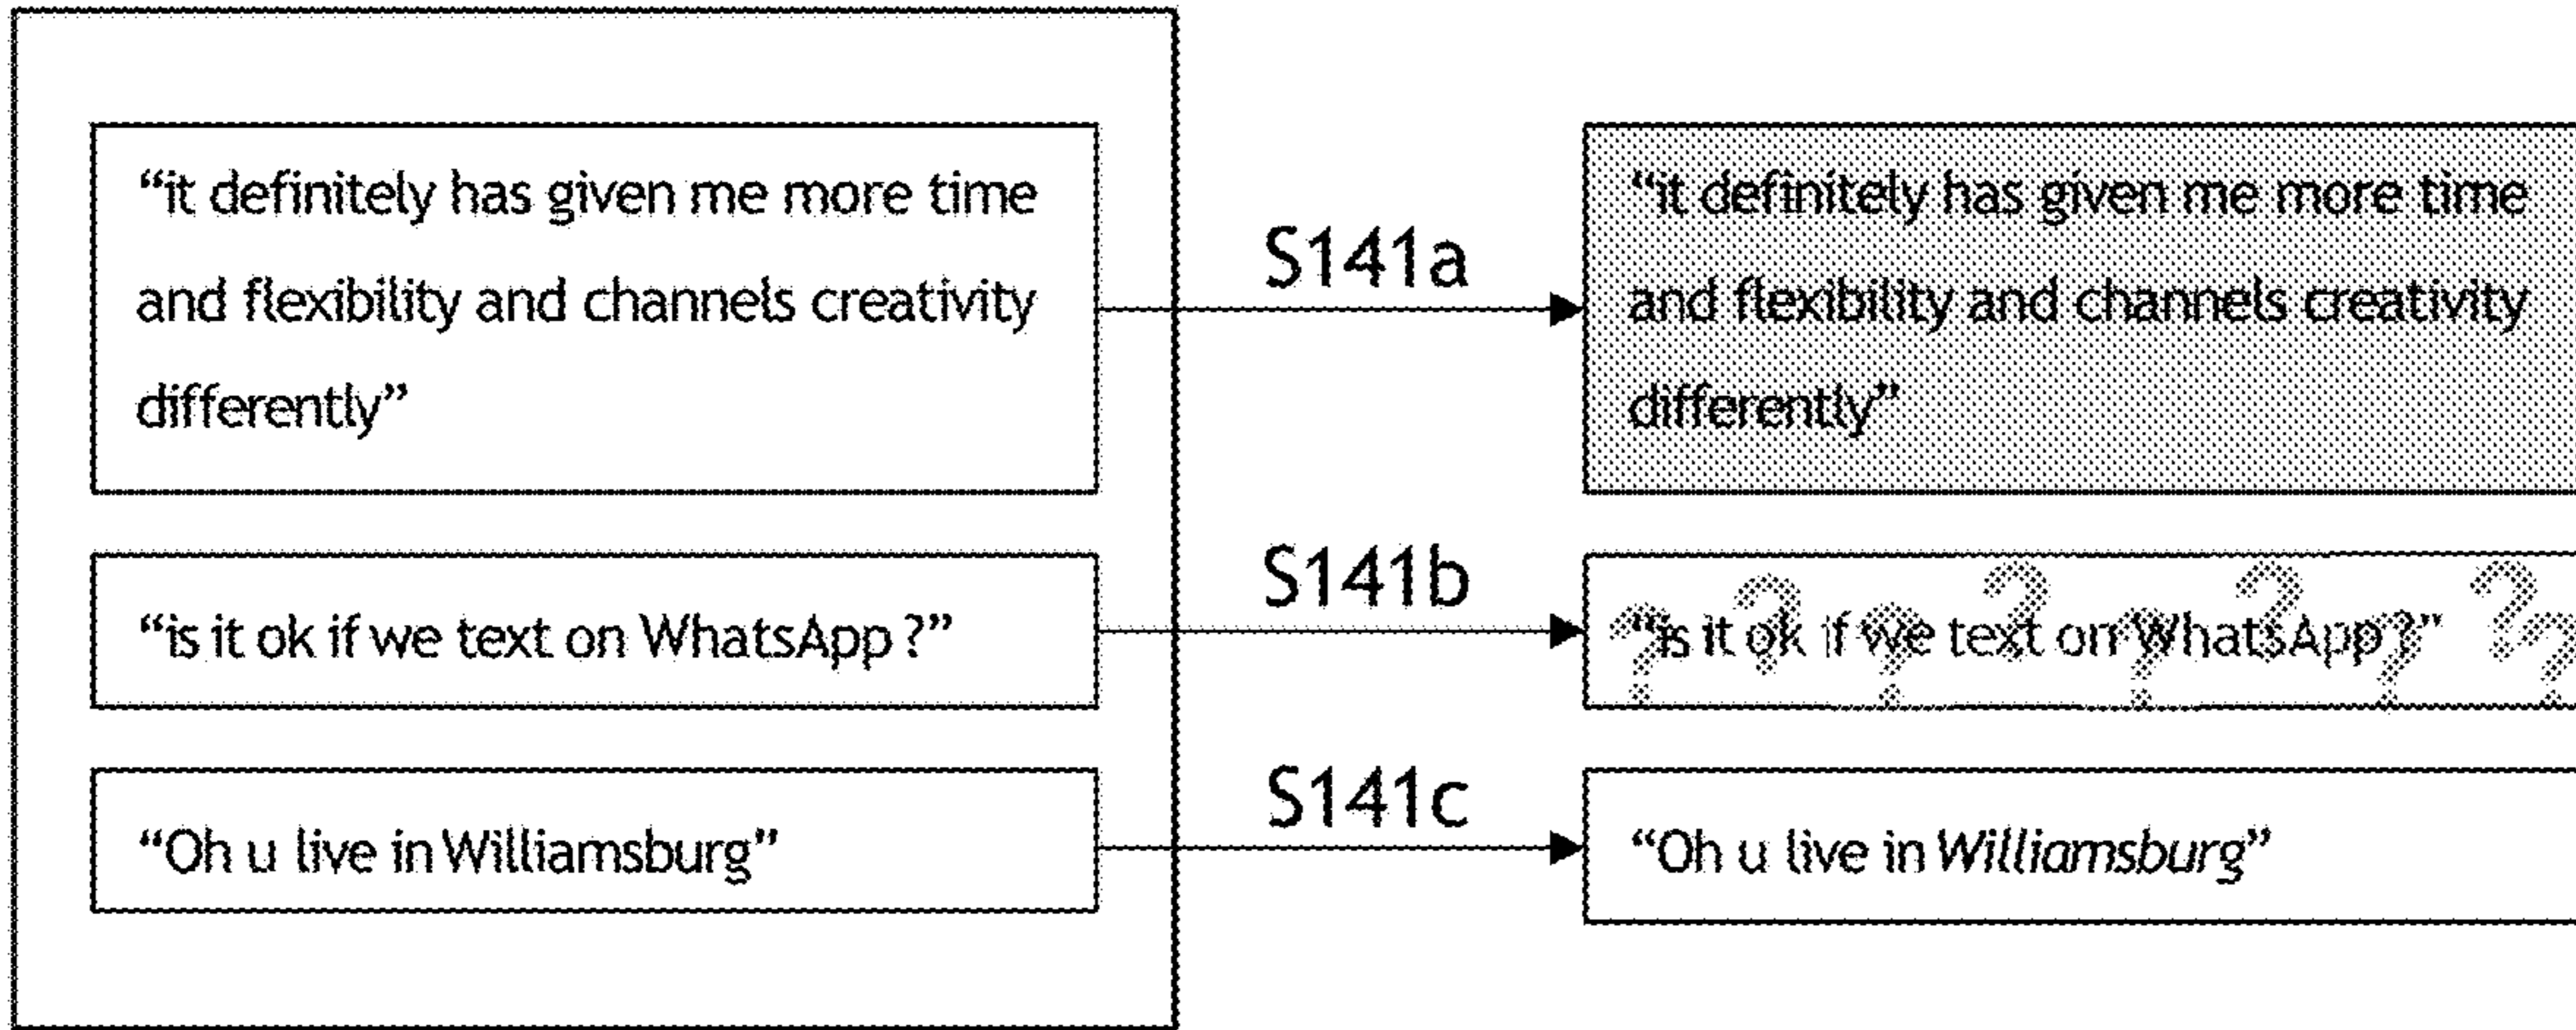 “it definitely has given me more time
and flexibility and channels creativity
differently”
S141a
“it definitely has given me more time
and flexibility and channels creativity
differently”
“is it ok if we text on WhatsApp ?”
S141b
“is it ok if we text on WhatsApp ?”
? ? ? ? ? ? ? ? ?
“Oh u live in Williamsburg”
S141c
“Oh u live in Williamsburg”